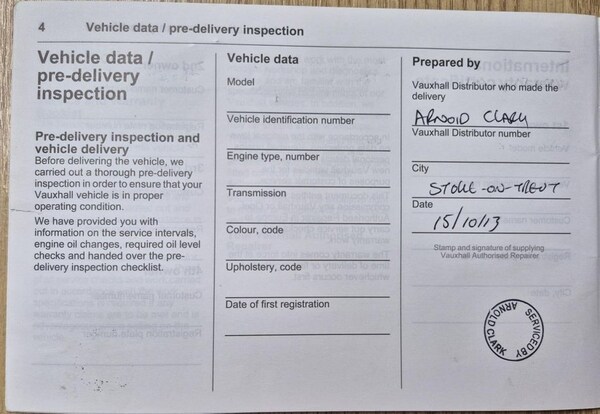 4 Vehicle data / pre-delivery inspection
Vehicle data /
pre-delivery
inspection
Pre-delivery inspection and
vehicle delivery
Before delivering the vehicle, we
carried out a thorough pre-delivery
inspection in order to ensure that your
Vauxhall vehicle is in proper
operating condition.
We have provided you with
information on the service intervals,
engine oil changes, required oil level
checks and handed over the pre-
delivery inspection checklist.
Vehicle data
Model
Vehicle identification number
Engine type, number
Transmission
Colour, code
Upholstery, code
Date of first registration
Prepared by
Vauxhall Distributor who made the
delivery
ARNOLD CLARK
Vauxhall Distributor number
City
STOKE-ON-TRENT
Date
15/10/13
Stamp and signature of supplying
Vauxhall Authorised Repairer
SERVICED BY
ARNOLD CLARK